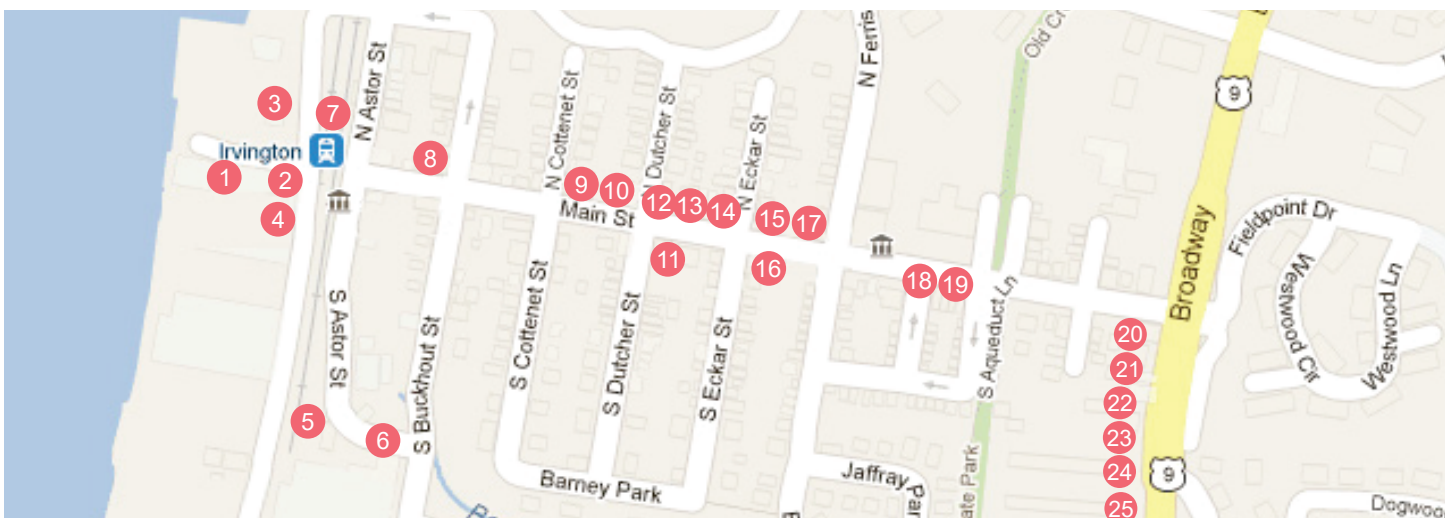 Old Cr
9
3
7
N Astor St
N Cottenet St
N Dutcher St
N Eckar St
N Ferris
Irvington
1
2
8
4
9
10
12
13
14
15
17
Main St
11
16
18
19
Broadway
Fieldpoint Dr
Westwood Cir
Westwood Ln
S Astor St
S Buckhout St
S Cottenet St
S Dutcher St
S Eckar St
S Aqueduct Ln
20
21
22
23
24
25
5
6
Barney Park
Jaffray Par
ate Park
9
Dogwoo